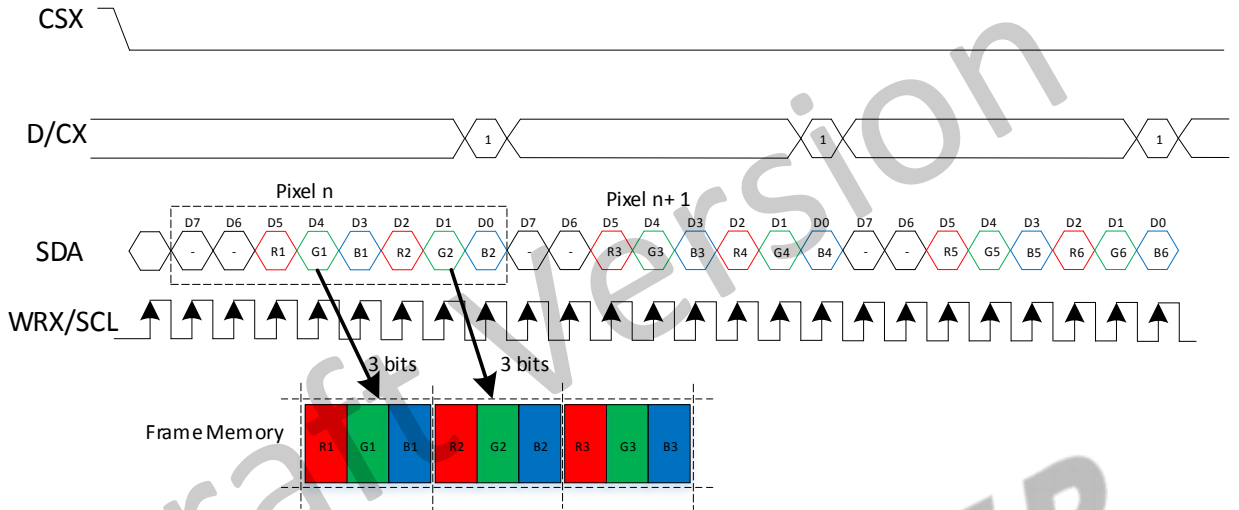 CSX
D/CX 1 1 1
Pixel n Pixel n+ 1
D7 D6 D5 D4 D3 D2 D1 D0 D7 D6 D5 D4 D3 D2 D1 D0 D7 D6 D5 D4 D3 D2 D1 D0
SDA - - R1 G1 B1 R2 G2 B2 - - R3 G3 B3 R4 G4 B4 - - R5 G5 B5 R6 G6 B6
WRX/SCL
3 bits 3 bits
Frame Memory R1 G1 B1 R2 G2 B2 R3 G3 B3
raft Version